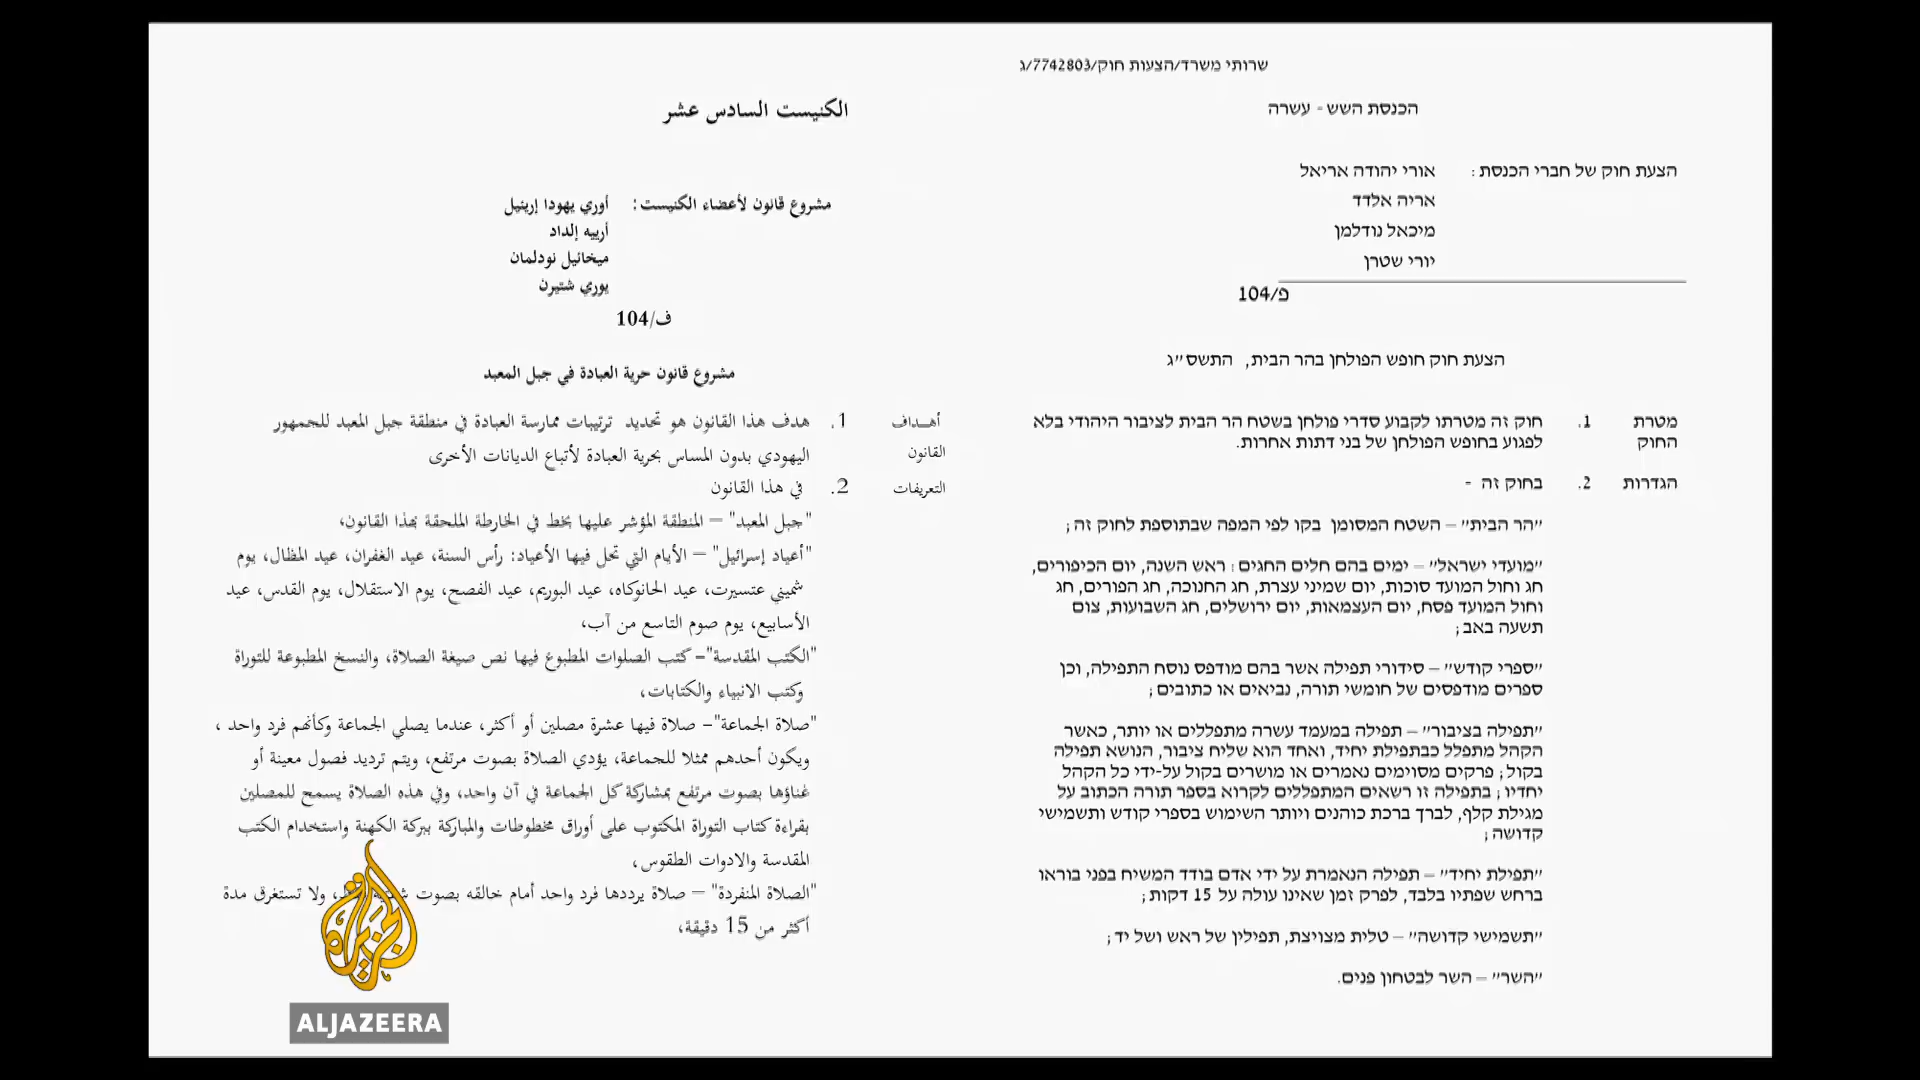 שרותי משרד/הצעות חוק/7742803/ג
הכנסת השש - עשרה
הצעת חוק של חברי הכנסת : אורי יהודה אריאל
אריה אלדד
מיכאל נודלמן
יורי שטרן
פ/104
הצעת חוק חופש הפולחן בהר הבית, התשס״ג
מטרת החוק 1. חוק זה מטרתו לקבוע סדרי פולחן בשטח הר הבית לציבור היהודי בלא
לפגוע בחופש הפולחן של בני דתות אחרות.
הגדרות 2. בחוק זה -
״הר הבית״ – השטח המסומן בקו לפי המפה שבתוספת לחוק זה;
״מועדי ישראל״ – ימים בהם חלים החגים : ראש השנה, יום הכיפורים,
חג וחול המועד סוכות, יום שמיני עצרת, חג החנוכה, חג הפורים, חג
וחול המועד פסח, יום העצמאות, יום ירושלים, חג השבועות, צום
תשעה באב;
״ספרי קודש״ – סידורי תפילה אשר בהם מודפס נוסח התפילה, וכן
ספרים מודפסים של חומשי תורה, נביאים או כתובים;
״תפילה בציבור״ – תפילה במעמד עשרה מתפללים או יותר, כאשר
הקהל מתפלל כבתפילת יחיד, ואחד הוא שליח ציבור, הנושא תפילה
בקול; פרקים מסוימים נאמרים או מושרים בקול על-ידי כל הקהל
יחדיו; בתפילה זו רשאים המתפללים לקרוא בספר תורה הכתוב על
מגילת קלף, לברך ברכת כוהנים ויותר השימוש בספרי קודש ותשמישי
קדושה;
״תפילת יחיד״ – תפילה הנאמרת על ידי אדם בודד המשיח בפני בוראו
ברחש שפתיו בלבד, לפרק זמן שאינו עולה על 15 דקות;
״תשמישי קדושה״ – טלית מצויצת, תפילין של ראש ושל יד;
״השר״ – השר לבטחון פנים.
الكنيست السادس عشر
مشروع قانون لأعضاء الكنيست: أوري يهودا إرينيل
أرييه إلداد
ميخائيل نودلمان
يوري شتيرن
ف/104
مشروع قانون حرية العبادة في جبل المعبد
أهداف القانون 1. هدف هذا القانون هو تحديد ترتيبات ممارسة العبادة في منطقة جبل المعبد للجمهور
اليهودي بدون المساس بحرية العبادة لأتباع الديانات الأخرى
التعريفات 2. في هذا القانون
"جبل المعبد" – المنطقة المؤشر عليها بخط في الخارطة الملحقة بهذا القانون،
"أعياد إسرائيل" – الأيام التي تحل فيها الأعياد: رأس السنة، عيد الغفران، عيد المظال، يوم
شميني عتسيرت، عيد الحانوكاه، عيد البوريم، عيد الفصح، يوم الاستقلال، يوم القدس، عيد
الأسابيع، يوم صوم التاسع من آب،
"الكتب المقدسة"– كتب الصلوات المطبوع فيها نص صيغة الصلاة، والنسخ المطبوعة للتوراة
وكتب الانبياء والكتابات،
"صلاة الجماعة"– صلاة فيها عشرة مصلين أو أكثر، عندما يصلي الجماعة وكأنهم فرد واحد ،
ويكون أحدهم ممثلا للجماعة، يؤدي الصلاة بصوت مرتفع، ويتم ترديد فصول معينة أو
غناؤها بصوت مرتفع بمشاركة كل الجماعة في آن واحد، وفي هذه الصلاة يسمح للمصلين
بقراءة كتاب التوراة المكتوب على أوراق مخطوطات والمباركة ببركة الكهنة واستخدام الكتب
المقدسة والادوات الطقوس،
"الصلاة المنفردة" – صلاة يرددها فرد واحد أمام خالقه بصوت ولا تستغرق مدة
أكثر من 15 دقيقة،
الجزيرة
ALJAZEERA